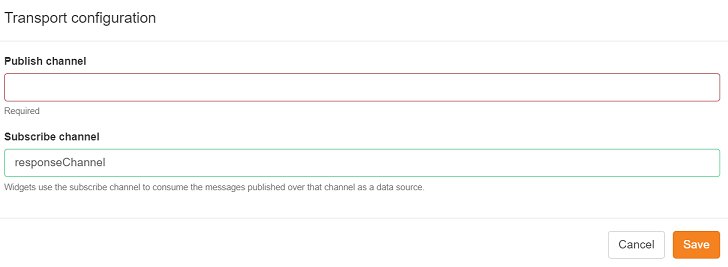 Transport configuration
Publish channel
Required
Subscribe channel
responseChannel
Widgets use the subscribe channel to consume the messages published over that channel as a data source.
Cancel Save